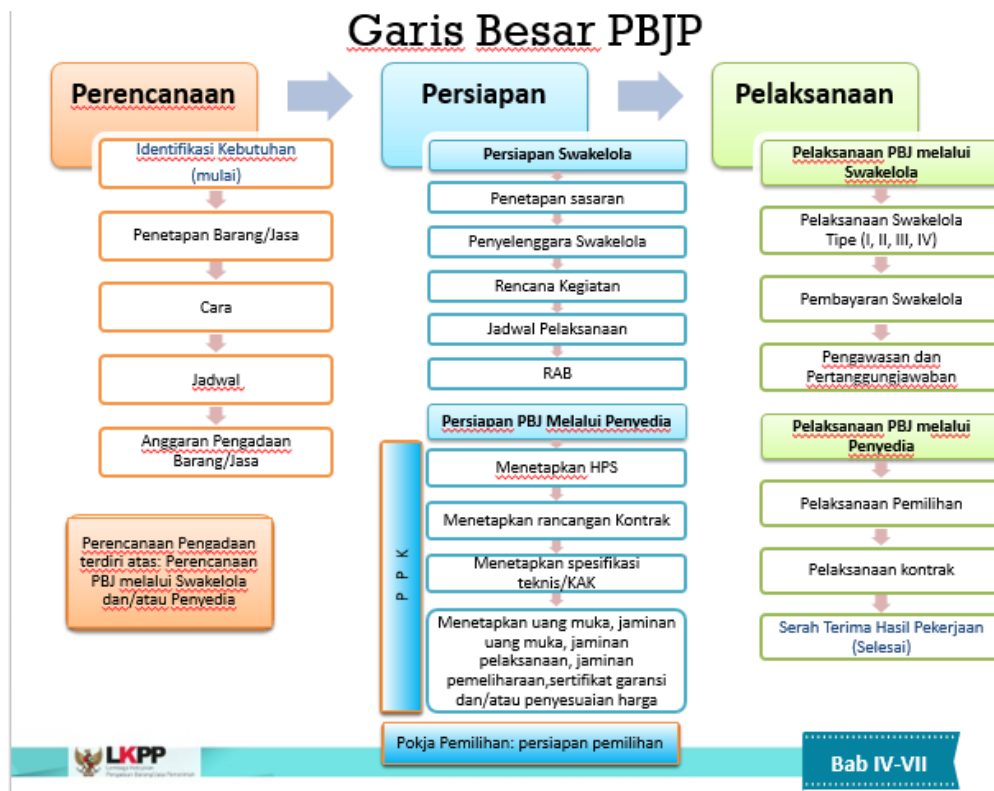 Garis Besar PBJP
Perencanaan
Identifikasi Kebutuhan
(mulai)
Penetapan Barang/Jasa
Cara
Jadwal
Anggaran Pengadaan
Barang/Jasa
Perencanaan Pengadaan
terdiri atas: Perencanaan
PBJ melalui Swakelola
dan/atau Penyedia
Persiapan
Persiapan Swakelola
Penetapan sasaran
Penyelenggara Swakelola
Rencana Kegiatan
Jadwal Pelaksanaan
RAB
Persiapan PBJ Melalui Penyedia
PPK
Menetapkan HPS
Menetapkan rancangan Kontrak
Menetapkan spesifikasi
teknis/KAK
Menetapkan uang muka, jaminan
uang muka, jaminan
pelaksanaan, jaminan
pemeliharaan,sertifikat garansi
dan/atau penyesuaian harga
Pokja Pemilihan: persiapan pemilihan
Pelaksanaan
Pelaksanaan PBJ melalui
Swakelola
Pelaksanaan Swakelola
Tipe (I, II, III, IV)
Pembayaran Swakelola
Pengawasan dan
Pertanggungjawaban
Pelaksanaan PBJ melalui
Penyedia
Pelaksanaan Pemilihan
Pelaksanaan kontrak
Serah Terima Hasil Pekerjaan
(Selesai)
LKPP
Bab IV-VII